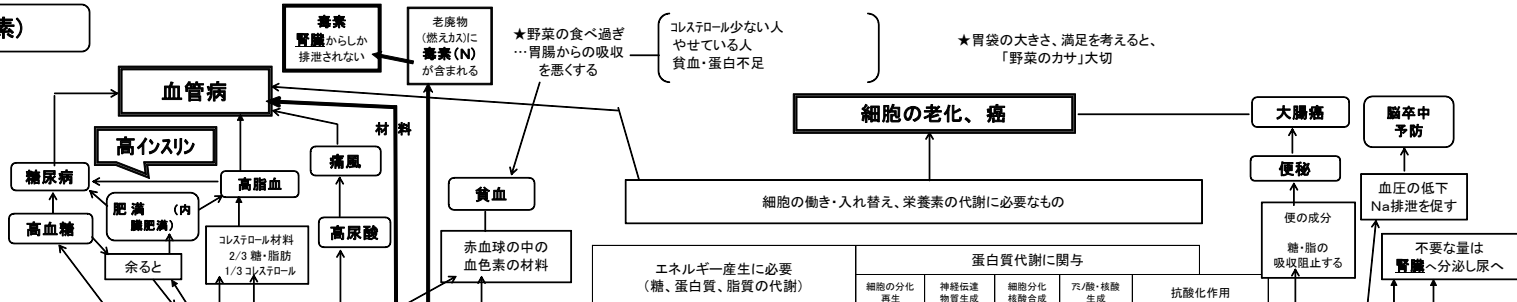 素)
毒素
腎臓からしか
排泄されない
老廃物
(燃えカス)に
毒素(N)
が含まれる
★野菜の食べ過ぎ
…胃腸からの吸収
を悪くする
コレステロール少ない人
やせている人
貧血・蛋白不足
★胃袋の大きさ、満足を考えると、
「野菜のカサ」大切
血管病
材料
細胞の老化、癌
大腸癌
脳卒中
予防
高インスリン
糖尿病
痛風
高脂血
便秘
貧血
肥満 (内
臓肥満)
高血糖
高尿酸
細胞の働き・入れ替え、栄養素の代謝に必要なもの
血圧の低下
Na排泄を促す
コレステロール材料
2/3 糖・脂肪
1/3 コレステロール
余ると
赤血球の中の
血色素の材料
便の成分
糖・脂の
吸収阻止する
不要な量は
腎臓へ分泌し尿へ
エネルギー産生に必要
(糖、蛋白質、脂質の代謝)
蛋白質代謝に関与
細胞の分化
再生
神経伝達
物質生成
細胞分化
核酸合成
アミノ酸・核酸
生成
抗酸化作用